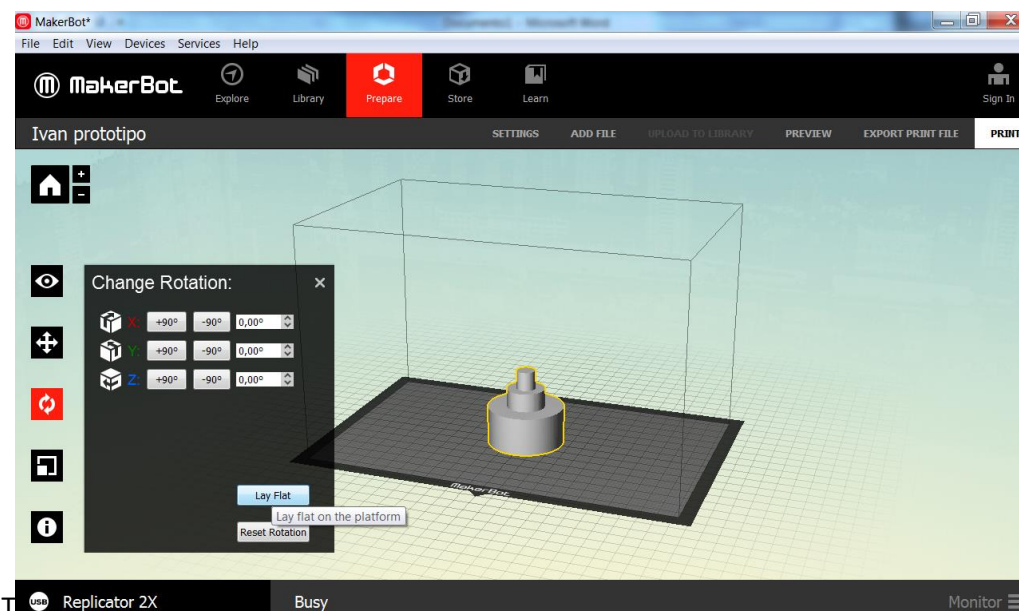 MakerBot*
File Edit View Devices Services Help
MakerBot
Explore Library Prepare Store Learn Sign In
Ivan prototipo SETTINGS ADD FILE UPLOAD TO LIBRARY PREVIEW EXPORT PRINT FILE PRINT
+
-
Change Rotation: ×
X: +90° -90° 0,00°
Y: +90° -90° 0,00°
Z: +90° -90° 0,00°
MakerBot
Lay Flat
Lay flat on the platform
Reset Rotation
T USB Replicator 2X Busy Monitor